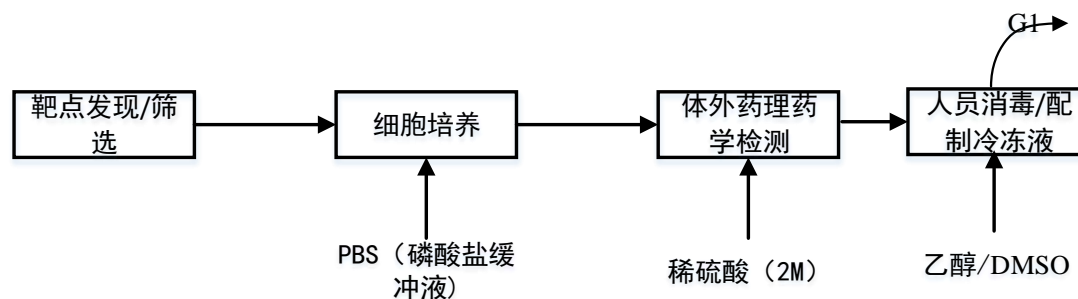 G1
靶点发现/筛
选
细胞培养
体外药理药
学检测
人员消毒/配
制冷冻液
PBS（磷酸盐缓
冲液）
稀硫酸（2M）
乙醇/DMSO